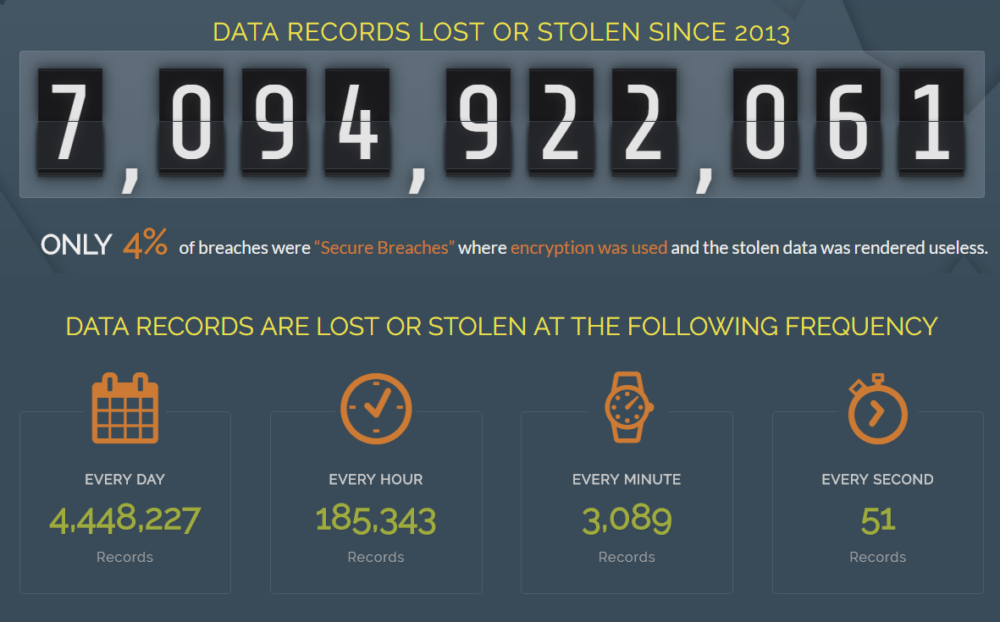 DATA RECORDS LOST OR STOLEN SINCE 2013
7,094,922,061
ONLY 4% of breaches were “Secure Breaches” where encryption was used and the stolen data was rendered useless.
DATA RECORDS ARE LOST OR STOLEN AT THE FOLLOWING FREQUENCY
EVERY DAY
4,448,227
Records
EVERY HOUR
185,343
Records
EVERY MINUTE
3,089
Records
EVERY SECOND
51
Records